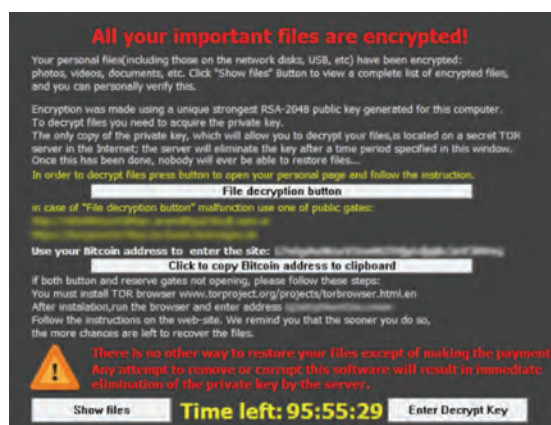 All your important files are encrypted!
Your personal files(including those on the network disks, USB, etc) have been encrypted:
photos, videos, documents, etc. Click "Show files" Button to view a complete list of encrypted files,
and you can personally verify this.
Encryption was made using a unique strongest RSA-2048 public key generated for this computer.
To decrypt files you need to acquire the private key.
The only copy of the private key, which will allow you to decrypt your files,is located on a secret TOR
server in the Internet; the server will eliminate the key after a time period specified in this window.
Once this has been done, nobody will ever be able to restore files...
In order to decrypt files press button to open your personal page and follow the instruction.
File decryption button
in case of "File decryption button" malfunction use one of public gates:
Use your Bitcoin address to enter the site:
Click to copy Bitcoin address to clipboard
if both button and reserve gates not opening, please follow these steps:
You must install TOR browser www.torproject.org/projects/torbrowser.html.en
After instalation,run the browser and enter address
Follow the instructions on the web-site. We remind you that the sooner you do so,
the more chances are left to recover the files.
There is no other way to restore your files except of making the payment
Any attempt to remove or corrupt this software will result in immediate
elimination of the private key by the server.
Show files
Time left: 95:55:29
Enter Decrypt Key